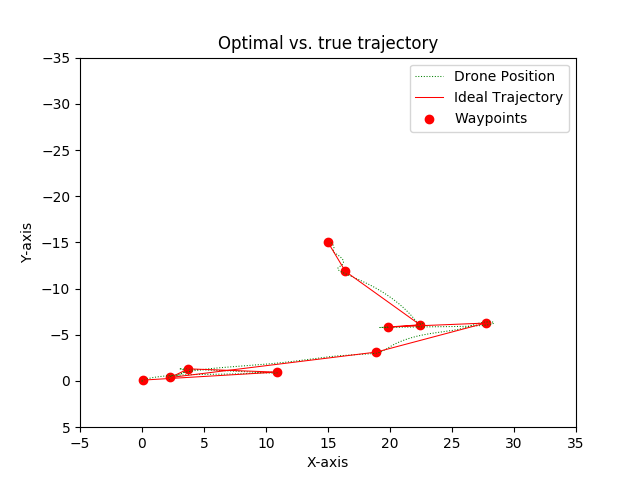 Optimal vs. true trajectory
Drone Position
Ideal Trajectory
Waypoints
Y-axis
−35
−30
−25
−20
−15
−10
−5
0
5
−5 0 5 10 15 20 25 30 35
X-axis